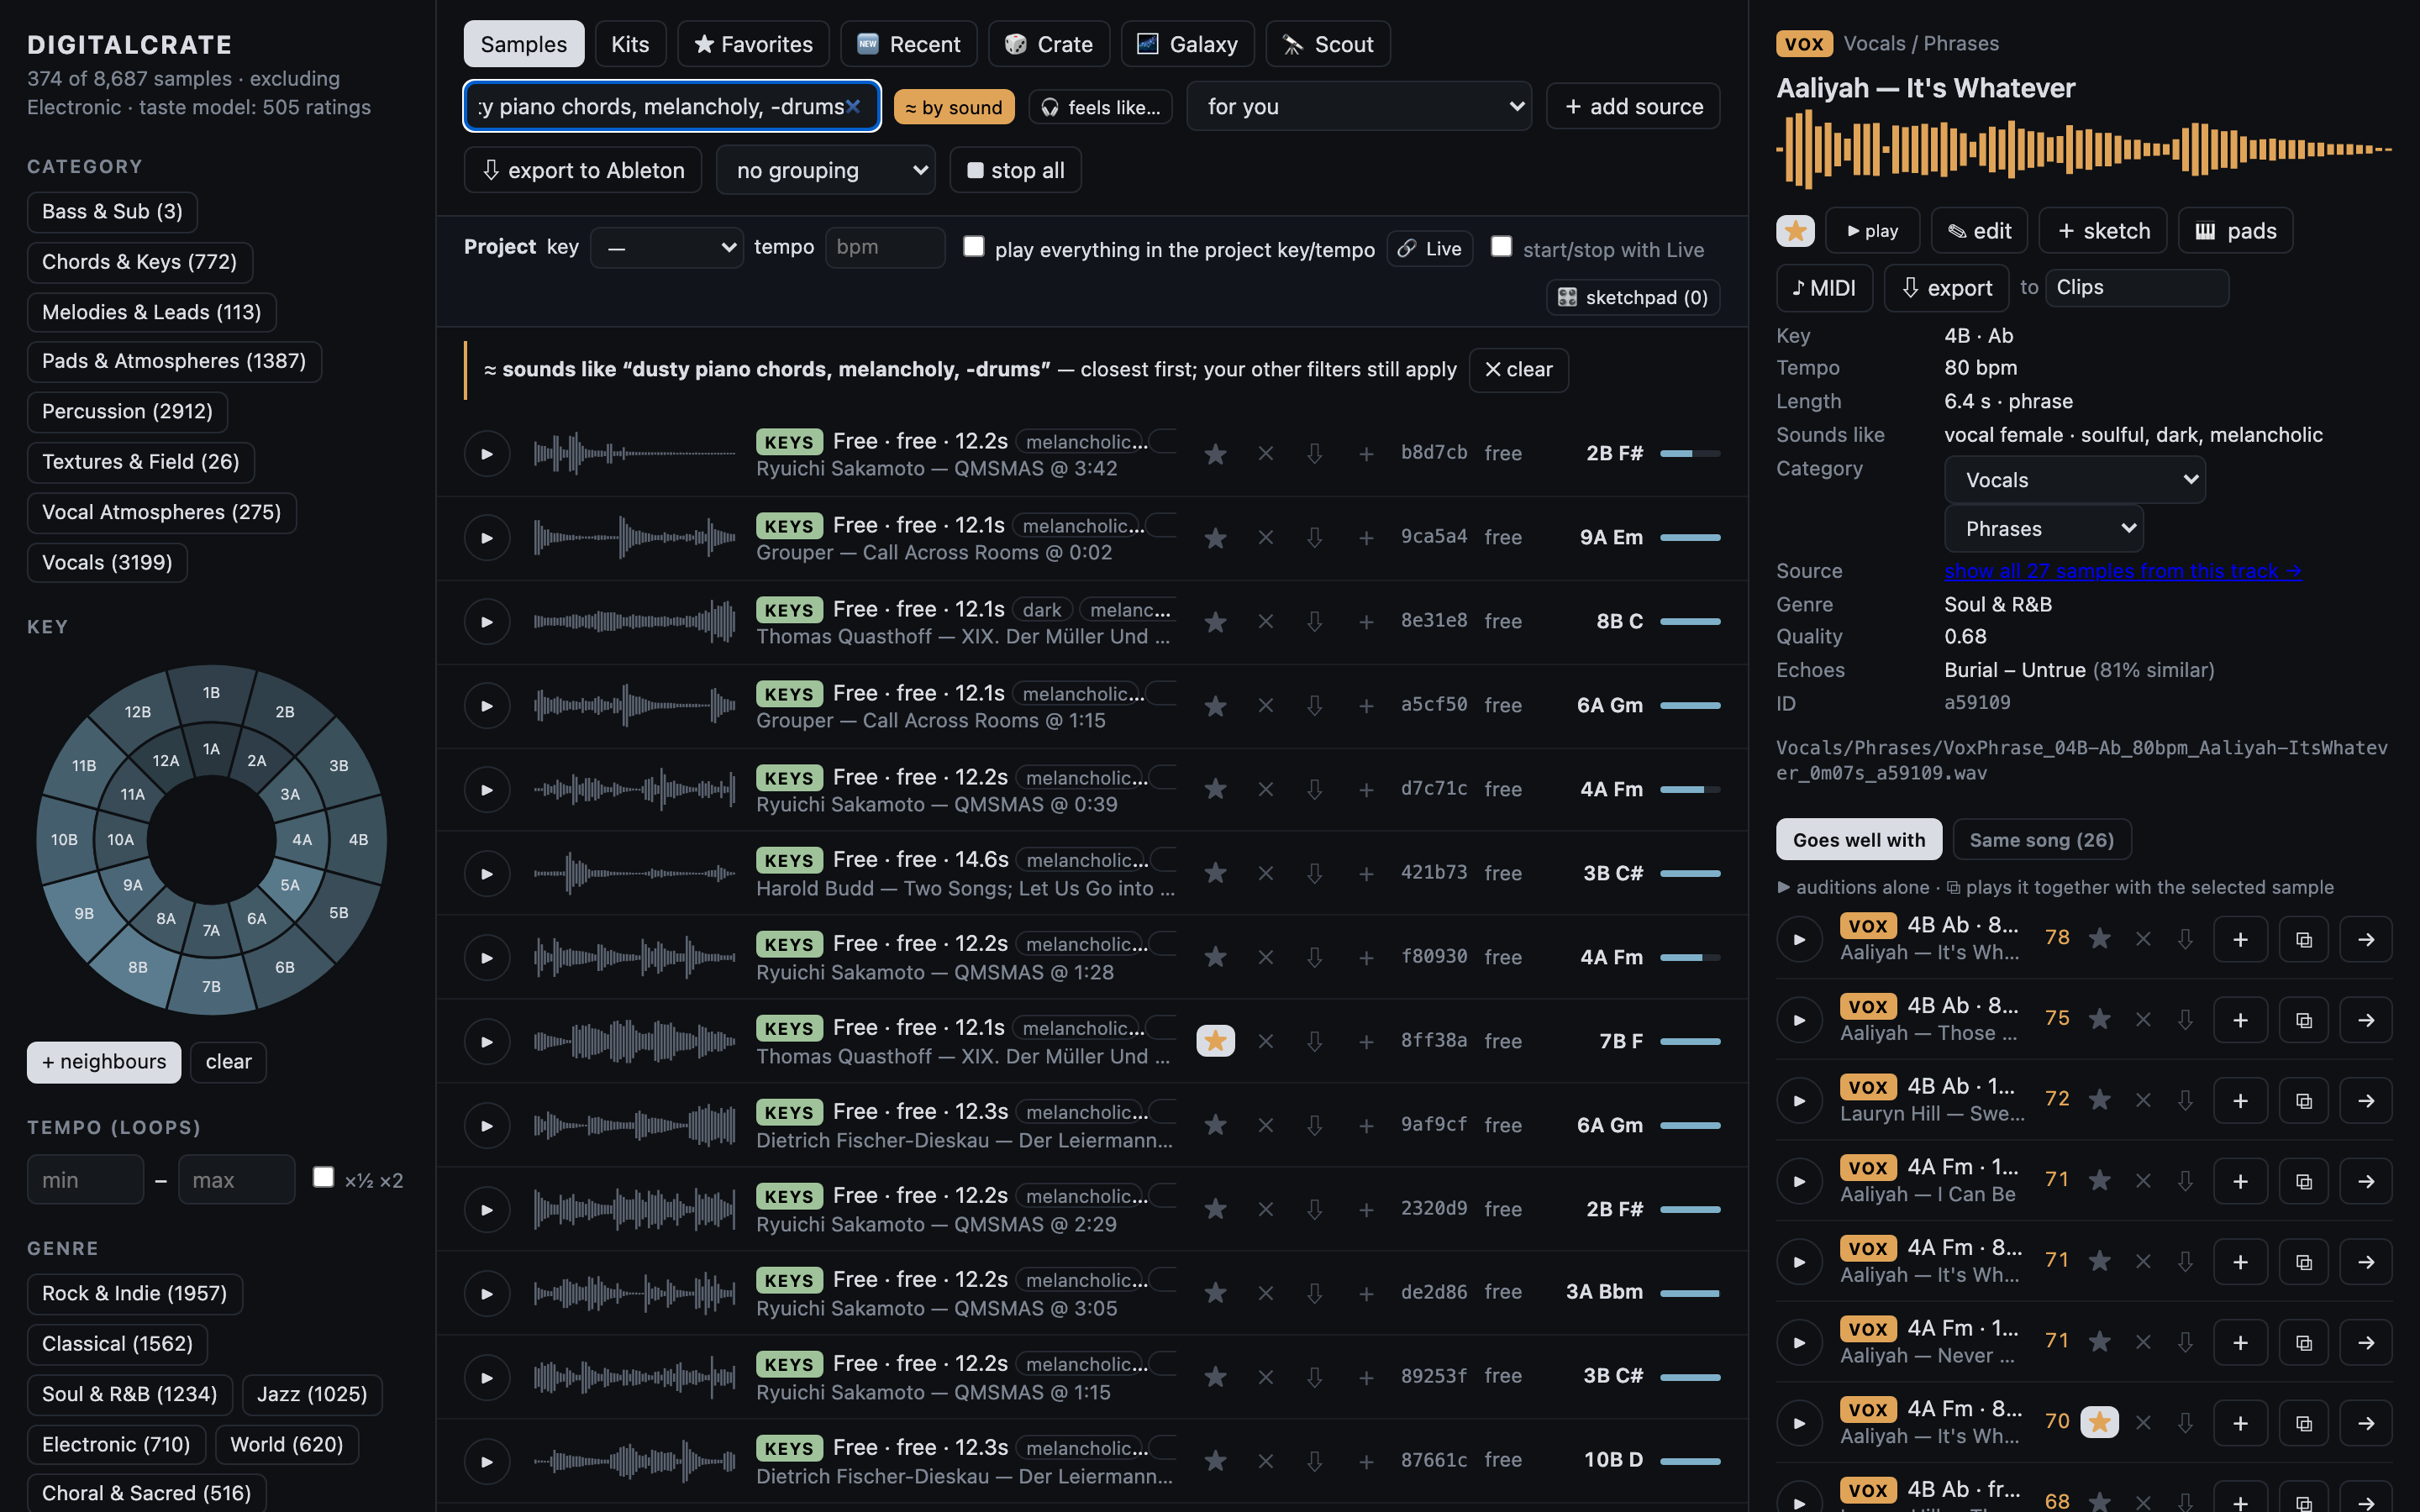 DIGITALCRATE
374 of 8,687 samples · excluding
Electronic · taste model: 505 ratings
CATEGORY
Bass & Sub (3)
Chords & Keys (772)
Melodies & Leads (113)
Pads & Atmospheres (1387)
Percussion (2912)
Textures & Field (26)
Vocal Atmospheres (275)
Vocals (3199)
KEY
1B
12B
2B
1A
12A
2A
11B
3B
11A
3A
10B
10A
4A
4B
9A
5A
9B
5B
8A
6A
7A
8B
6B
7B
+ neighbours
clear
TEMPO (LOOPS)
min – max ×½ ×2
GENRE
Rock & Indie (1957)
Classical (1562)
Soul & R&B (1234) Jazz (1025)
Electronic (710) World (620)
Choral & Sacred (516)
Samples Kits ★ Favorites NEW Recent Crate Galaxy Scout
ty piano chords, melancholy, -drums × ≈ by sound feels like... for you + add source
⇩ export to Ableton no grouping stop all
Project key — tempo bpm play everything in the project key/tempo Live start/stop with Live
sketchpad (0)
≈ sounds like “dusty piano chords, melancholy, -drums” — closest first; your other filters still apply × clear
KEYS Free · free · 12.2s melancholic... b8d7cb free 2B F#
Ryuichi Sakamoto — QMSMAS @ 3:42
KEYS Free · free · 12.1s melancholic... 9ca5a4 free 9A Em
Grouper — Call Across Rooms @ 0:02
KEYS Free · free · 12.1s dark melanc... 8e31e8 free 8B C
Thomas Quasthoff — XIX. Der Müller Und ...
KEYS Free · free · 12.1s melancholic... a5cf50 free 6A Gm
Grouper — Call Across Rooms @ 1:15
KEYS Free · free · 12.2s melancholic... d7c71c free 4A Fm
Ryuichi Sakamoto — QMSMAS @ 0:39
KEYS Free · free · 14.6s melancholic... 421b73 free 3B C#
Harold Budd — Two Songs; Let Us Go into ...
KEYS Free · free · 12.2s melancholic... f80930 free 4A Fm
Ryuichi Sakamoto — QMSMAS @ 1:28
KEYS Free · free · 12.1s melancholic... 8ff38a free 7B F
Thomas Quasthoff — XIX. Der Müller Und ...
KEYS Free · free · 12.3s melancholic... 9af9cf free 6A Gm
Dietrich Fischer-Dieskau — Der Leiermann...
KEYS Free · free · 12.2s melancholic... 2320d9 free 2B F#
Ryuichi Sakamoto — QMSMAS @ 2:29
KEYS Free · free · 12.2s melancholic... de2d86 free 3A Bbm
Ryuichi Sakamoto — QMSMAS @ 3:05
KEYS Free · free · 12.2s melancholic... 89253f free 3B C#
Ryuichi Sakamoto — QMSMAS @ 1:15
KEYS Free · free · 12.3s melancholic... 87661c free 10B D
Dietrich Fischer-Dieskau — Der Leiermann...
VOX Vocals / Phrases
Aaliyah — It's Whatever
★ ▶ play ✎ edit + sketch pads
♪ MIDI ⇩ export to Clips
Key 4B · Ab
Tempo 80 bpm
Length 6.4 s · phrase
Sounds like vocal female · soulful, dark, melancholic
Category Vocals
Phrases
Source show all 27 samples from this track →
Genre Soul & R&B
Quality 0.68
Echoes Burial – Untrue (81% similar)
ID a59109
Vocals/Phrases/VoxPhrase_04B-Ab_80bpm_Aaliyah-ItsWhatev
er_0m07s_a59109.wav
Goes well with Same song (26)
▶ auditions alone · ⧉ plays it together with the selected sample
VOX 4B Ab · 8... 78
Aaliyah — It's Wh...
VOX 4B Ab · 8... 75
Aaliyah — Those ...
VOX 4B Ab · 1... 72
Lauryn Hill — Swe...
VOX 4A Fm · 1... 71
Aaliyah — I Can Be
VOX 4A Fm · 8... 71
Aaliyah — It's Wh...
VOX 4A Fm · 1... 71
Aaliyah — Never ...
VOX 4A Fm · 8... 70
Aaliyah — It's Wh...
VOX 4B Ab · fr... 68